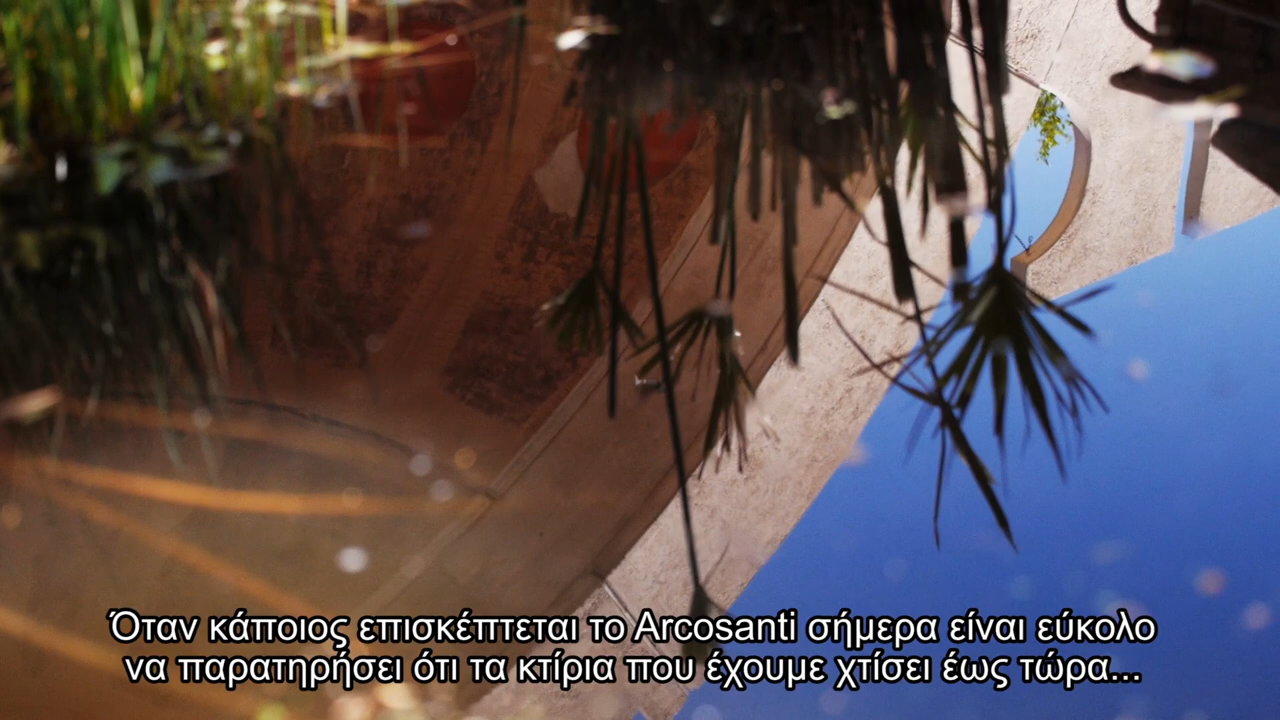 Όταν κάποιος επισκέπτεται το Arcosanti σήμερα είναι εύκολο
να παρατηρήσει ότι τα κτίρια που έχουμε χτίσει έως τώρα...